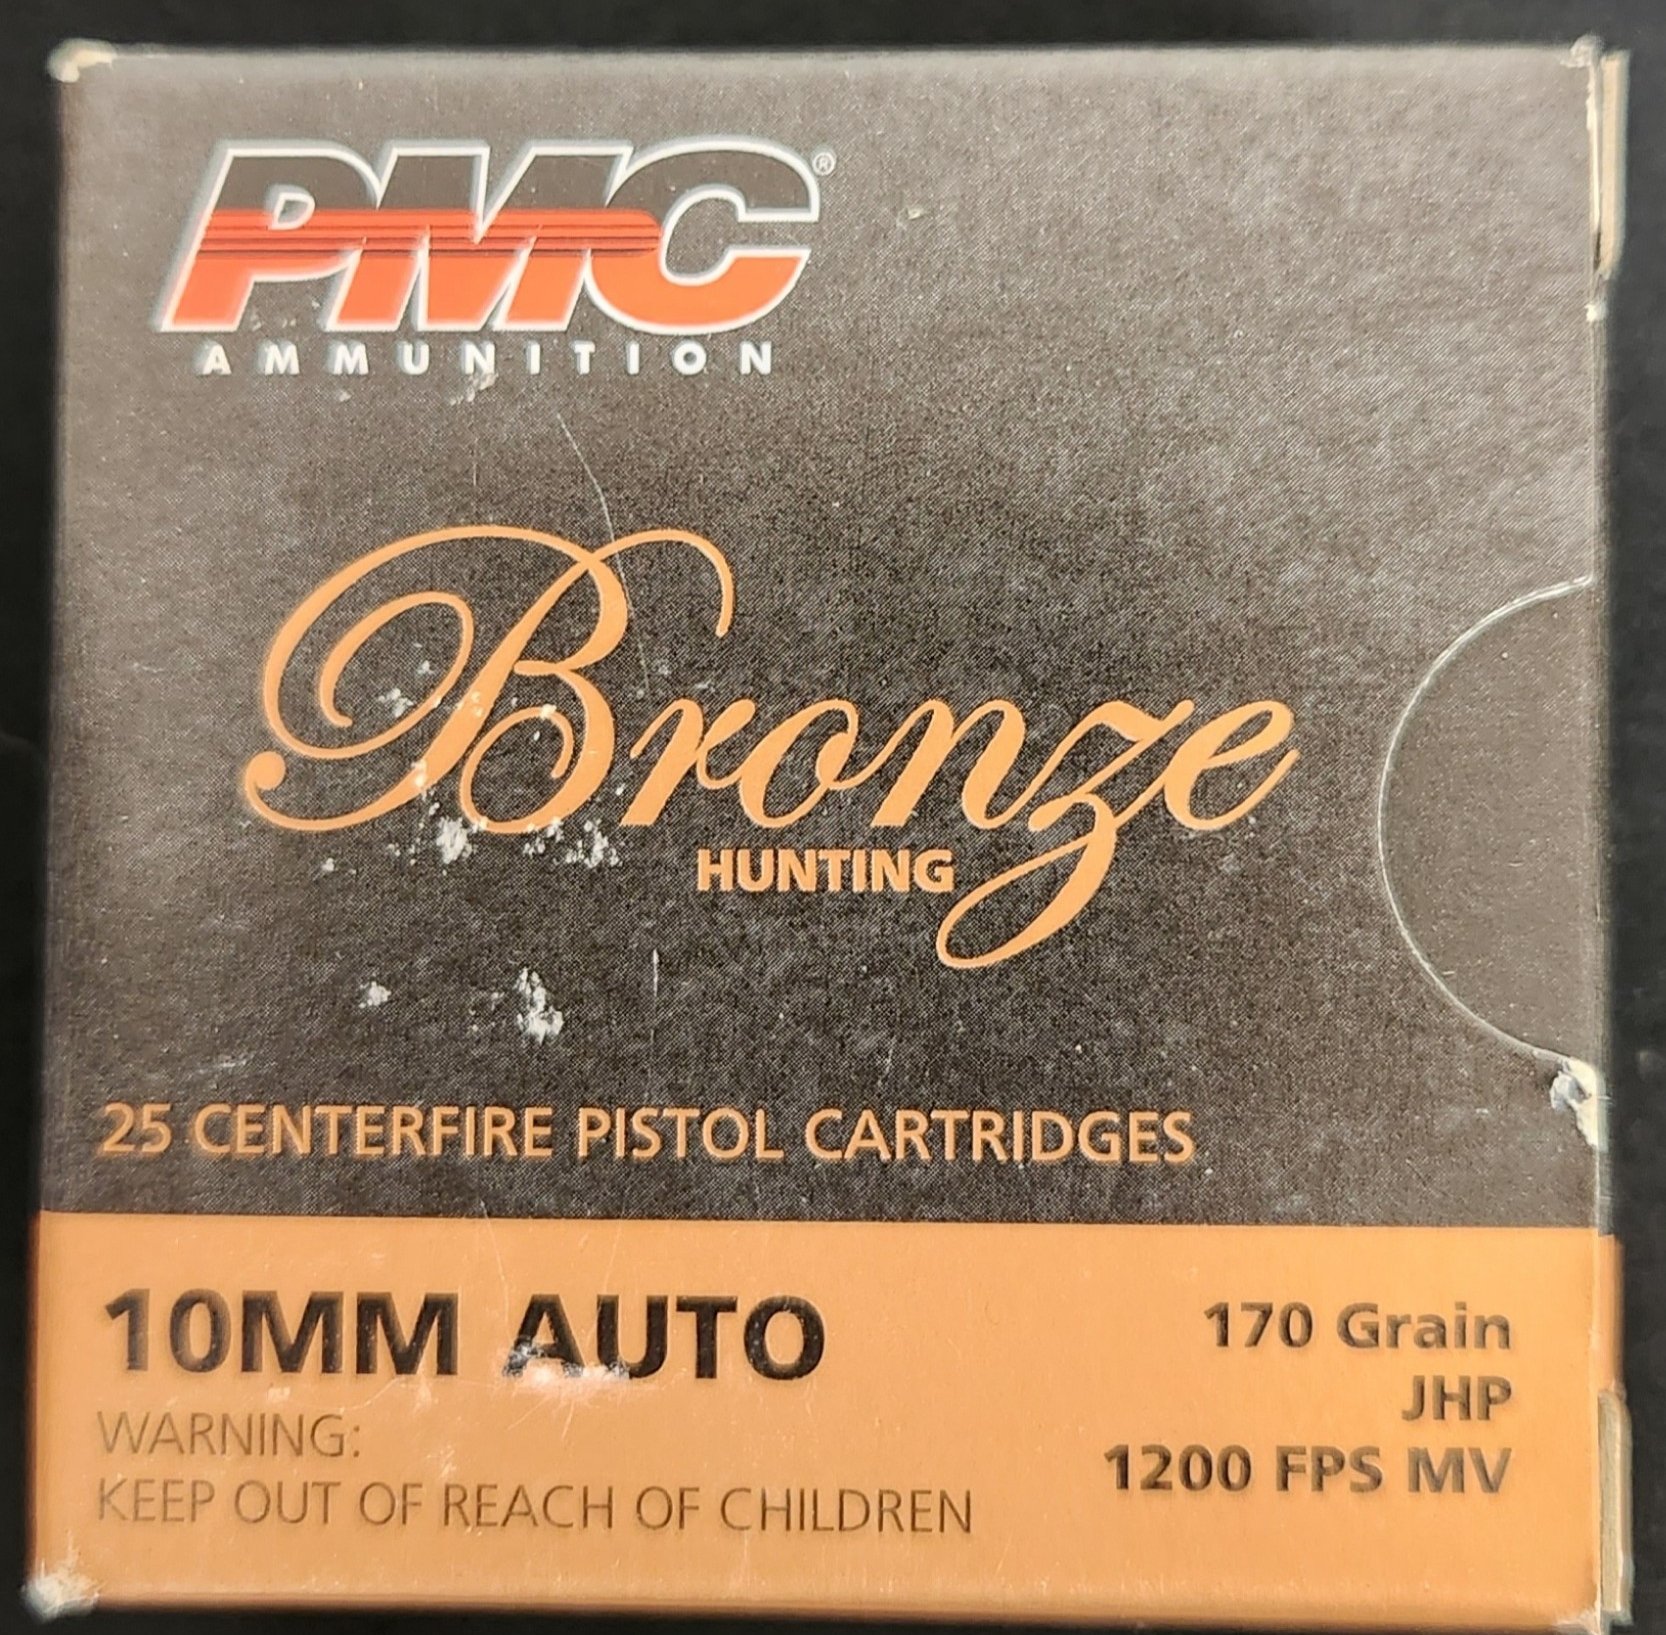 PMC®
AMMUNITION
Bronze
HUNTING
25 CENTERFIRE PISTOL CARTRIDGES
10MM AUTO
170 Grain
JHP
1200 FPS MV
WARNING:
KEEP OUT OF REACH OF CHILDREN